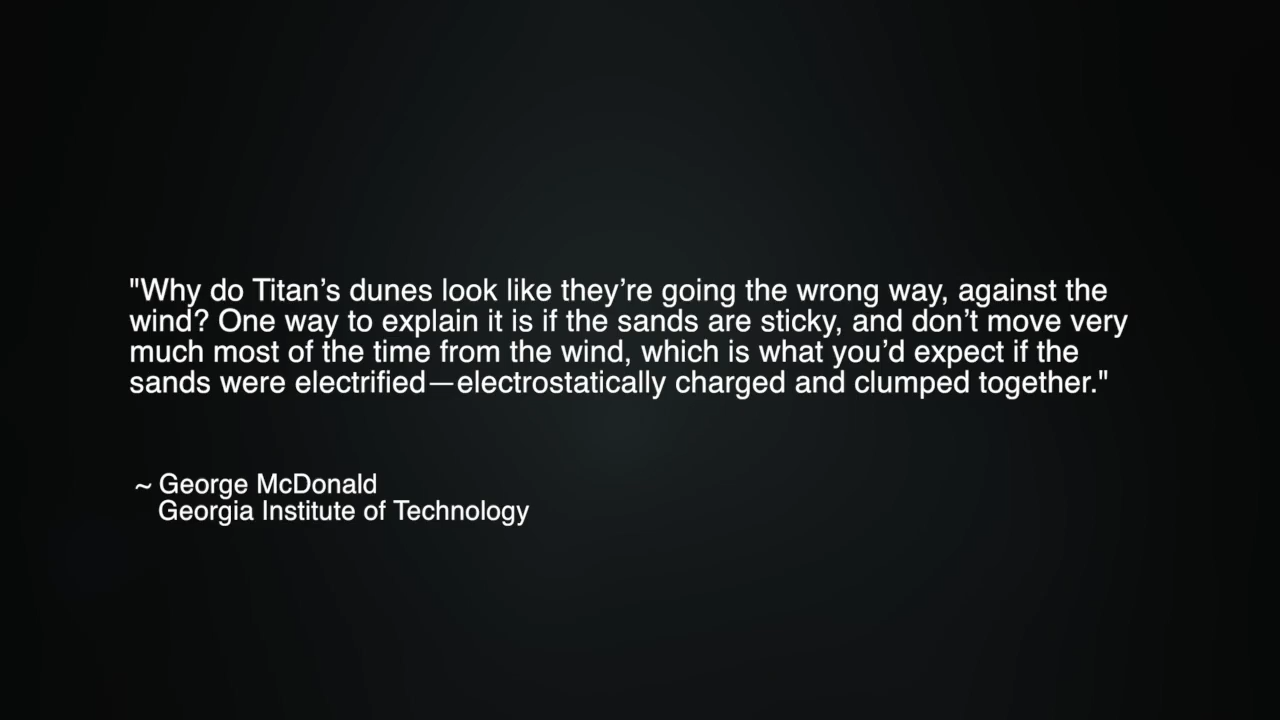 "Why do Titan’s dunes look like they’re going the wrong way, against the
wind? One way to explain it is if the sands are sticky, and don’t move very
much most of the time from the wind, which is what you’d expect if the
sands were electrified—electrostatically charged and clumped together."
~ George McDonald
Georgia Institute of Technology